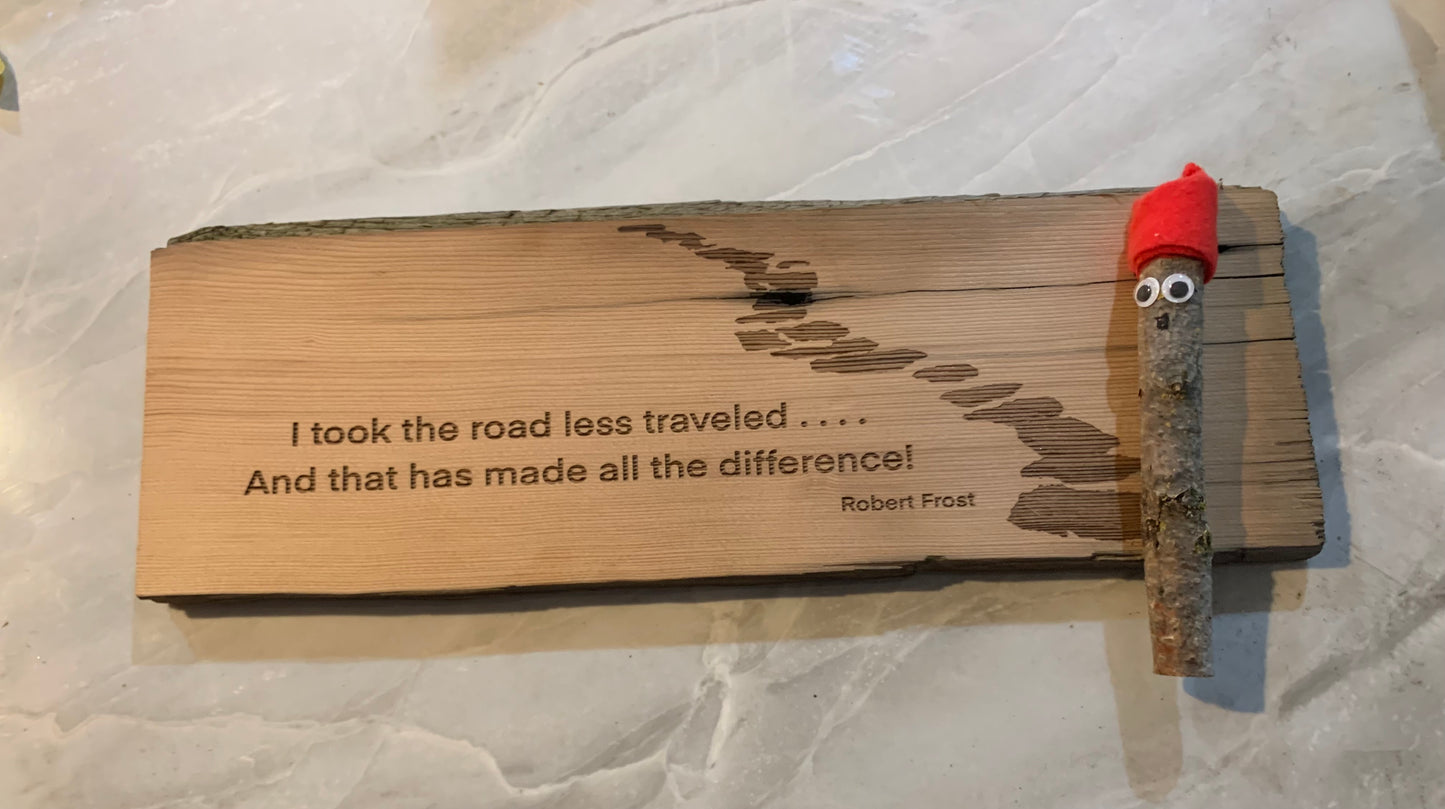 I took the road less traveled . . . .
And that has made all the difference!
Robert Frost